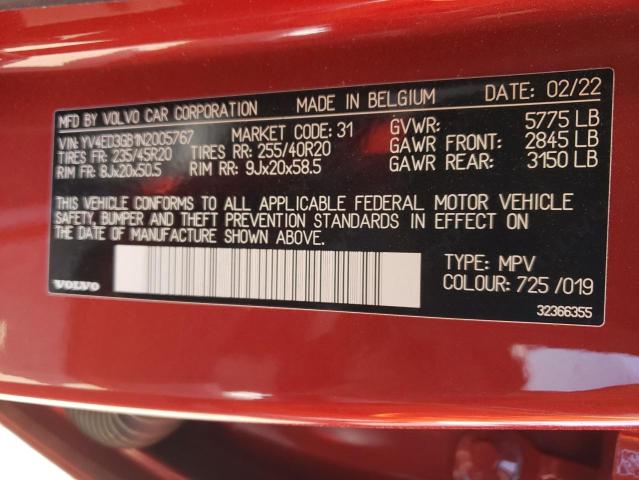 MFD BY VOLVO CAR CORPORATION MADE IN BELGIUM DATE: 02/22
VIN: YV4ED3GB1N2005767 MARKET CODE: 31 GVWR: 5775 LB
TIRES FR: 235/45R20 TIRES RR: 255/40R20 GAWR FRONT: 2845 LB
RIM FR: 8Jx20x50.5 RIM RR: 9Jx20x58.5 GAWR REAR: 3150 LB
THIS VEHICLE CONFORMS TO ALL APPLICABLE FEDERAL MOTOR VEHICLE
SAFETY, BUMPER AND THEFT PREVENTION STANDARDS IN EFFECT ON
THE DATE OF MANUFACTURE SHOWN ABOVE.
TYPE: MPV
VOLVO COLOUR: 725 /019
32366355